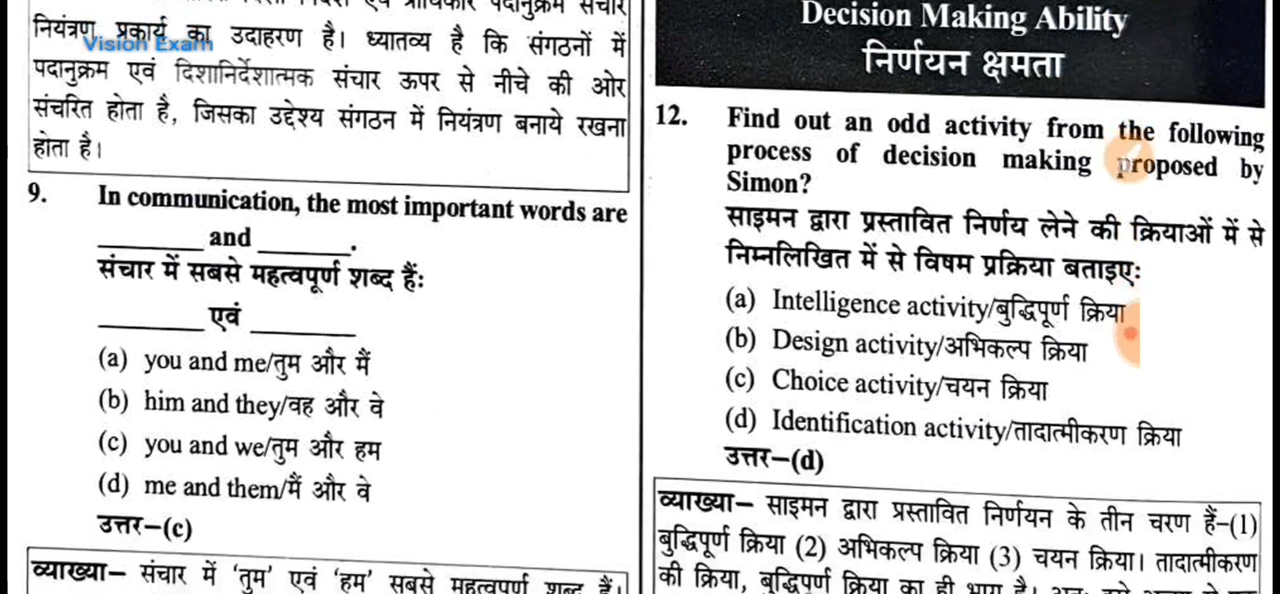 नियंत्रण प्रकार्य का उदाहरण है। ध्यातव्य है कि संगठनों में
Vision Exam
पदानुक्रम एवं दिशानिर्देशात्मक संचार ऊपर से नीचे की ओर
संचरित होता है, जिसका उद्देश्य संगठन में नियंत्रण बनाये रखना
होता है।
9. In communication, the most important words are
________ and _______.
संचार में सबसे महत्वपूर्ण शब्द हैंः
________ एवं ________
(a) you and me/तुम और मैं
(b) him and they/वह और वे
(c) you and we/तुम और हम
(d) me and them/मैं और वे
उत्तर–(c)
व्याख्या– संचार में 'तुम' एवं 'हम' सबसे महत्वपूर्ण शब्द हैं।
Decision Making Ability
निर्णयन क्षमता
12. Find out an odd activity from the following
process of decision making proposed by
Simon?
साइमन द्वारा प्रस्तावित निर्णय लेने की क्रियाओं में से
निम्नलिखित में से विषम प्रक्रिया बताइएः
(a) Intelligence activity/बुद्धिपूर्ण क्रिया
(b) Design activity/अभिकल्प क्रिया
(c) Choice activity/चयन क्रिया
(d) Identification activity/तादात्मीकरण क्रिया
उत्तर–(d)
व्याख्या– साइमन द्वारा प्रस्तावित निर्णयन के तीन चरण हैं–(1)
बुद्धिपूर्ण क्रिया (2) अभिकल्प क्रिया (3) चयन क्रिया। तादात्मीकरण
की क्रिया, बुद्धिपूर्ण क्रिया का ही भाग है।